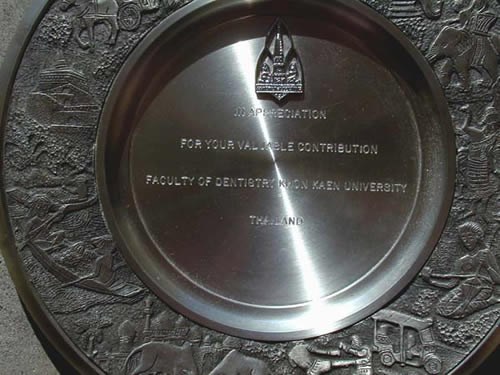 IN APPRECIATION
FOR YOUR VALUABLE CONTRIBUTION
FACULTY OF DENTISTRY KHON KAEN UNIVERSITY
THAILAND